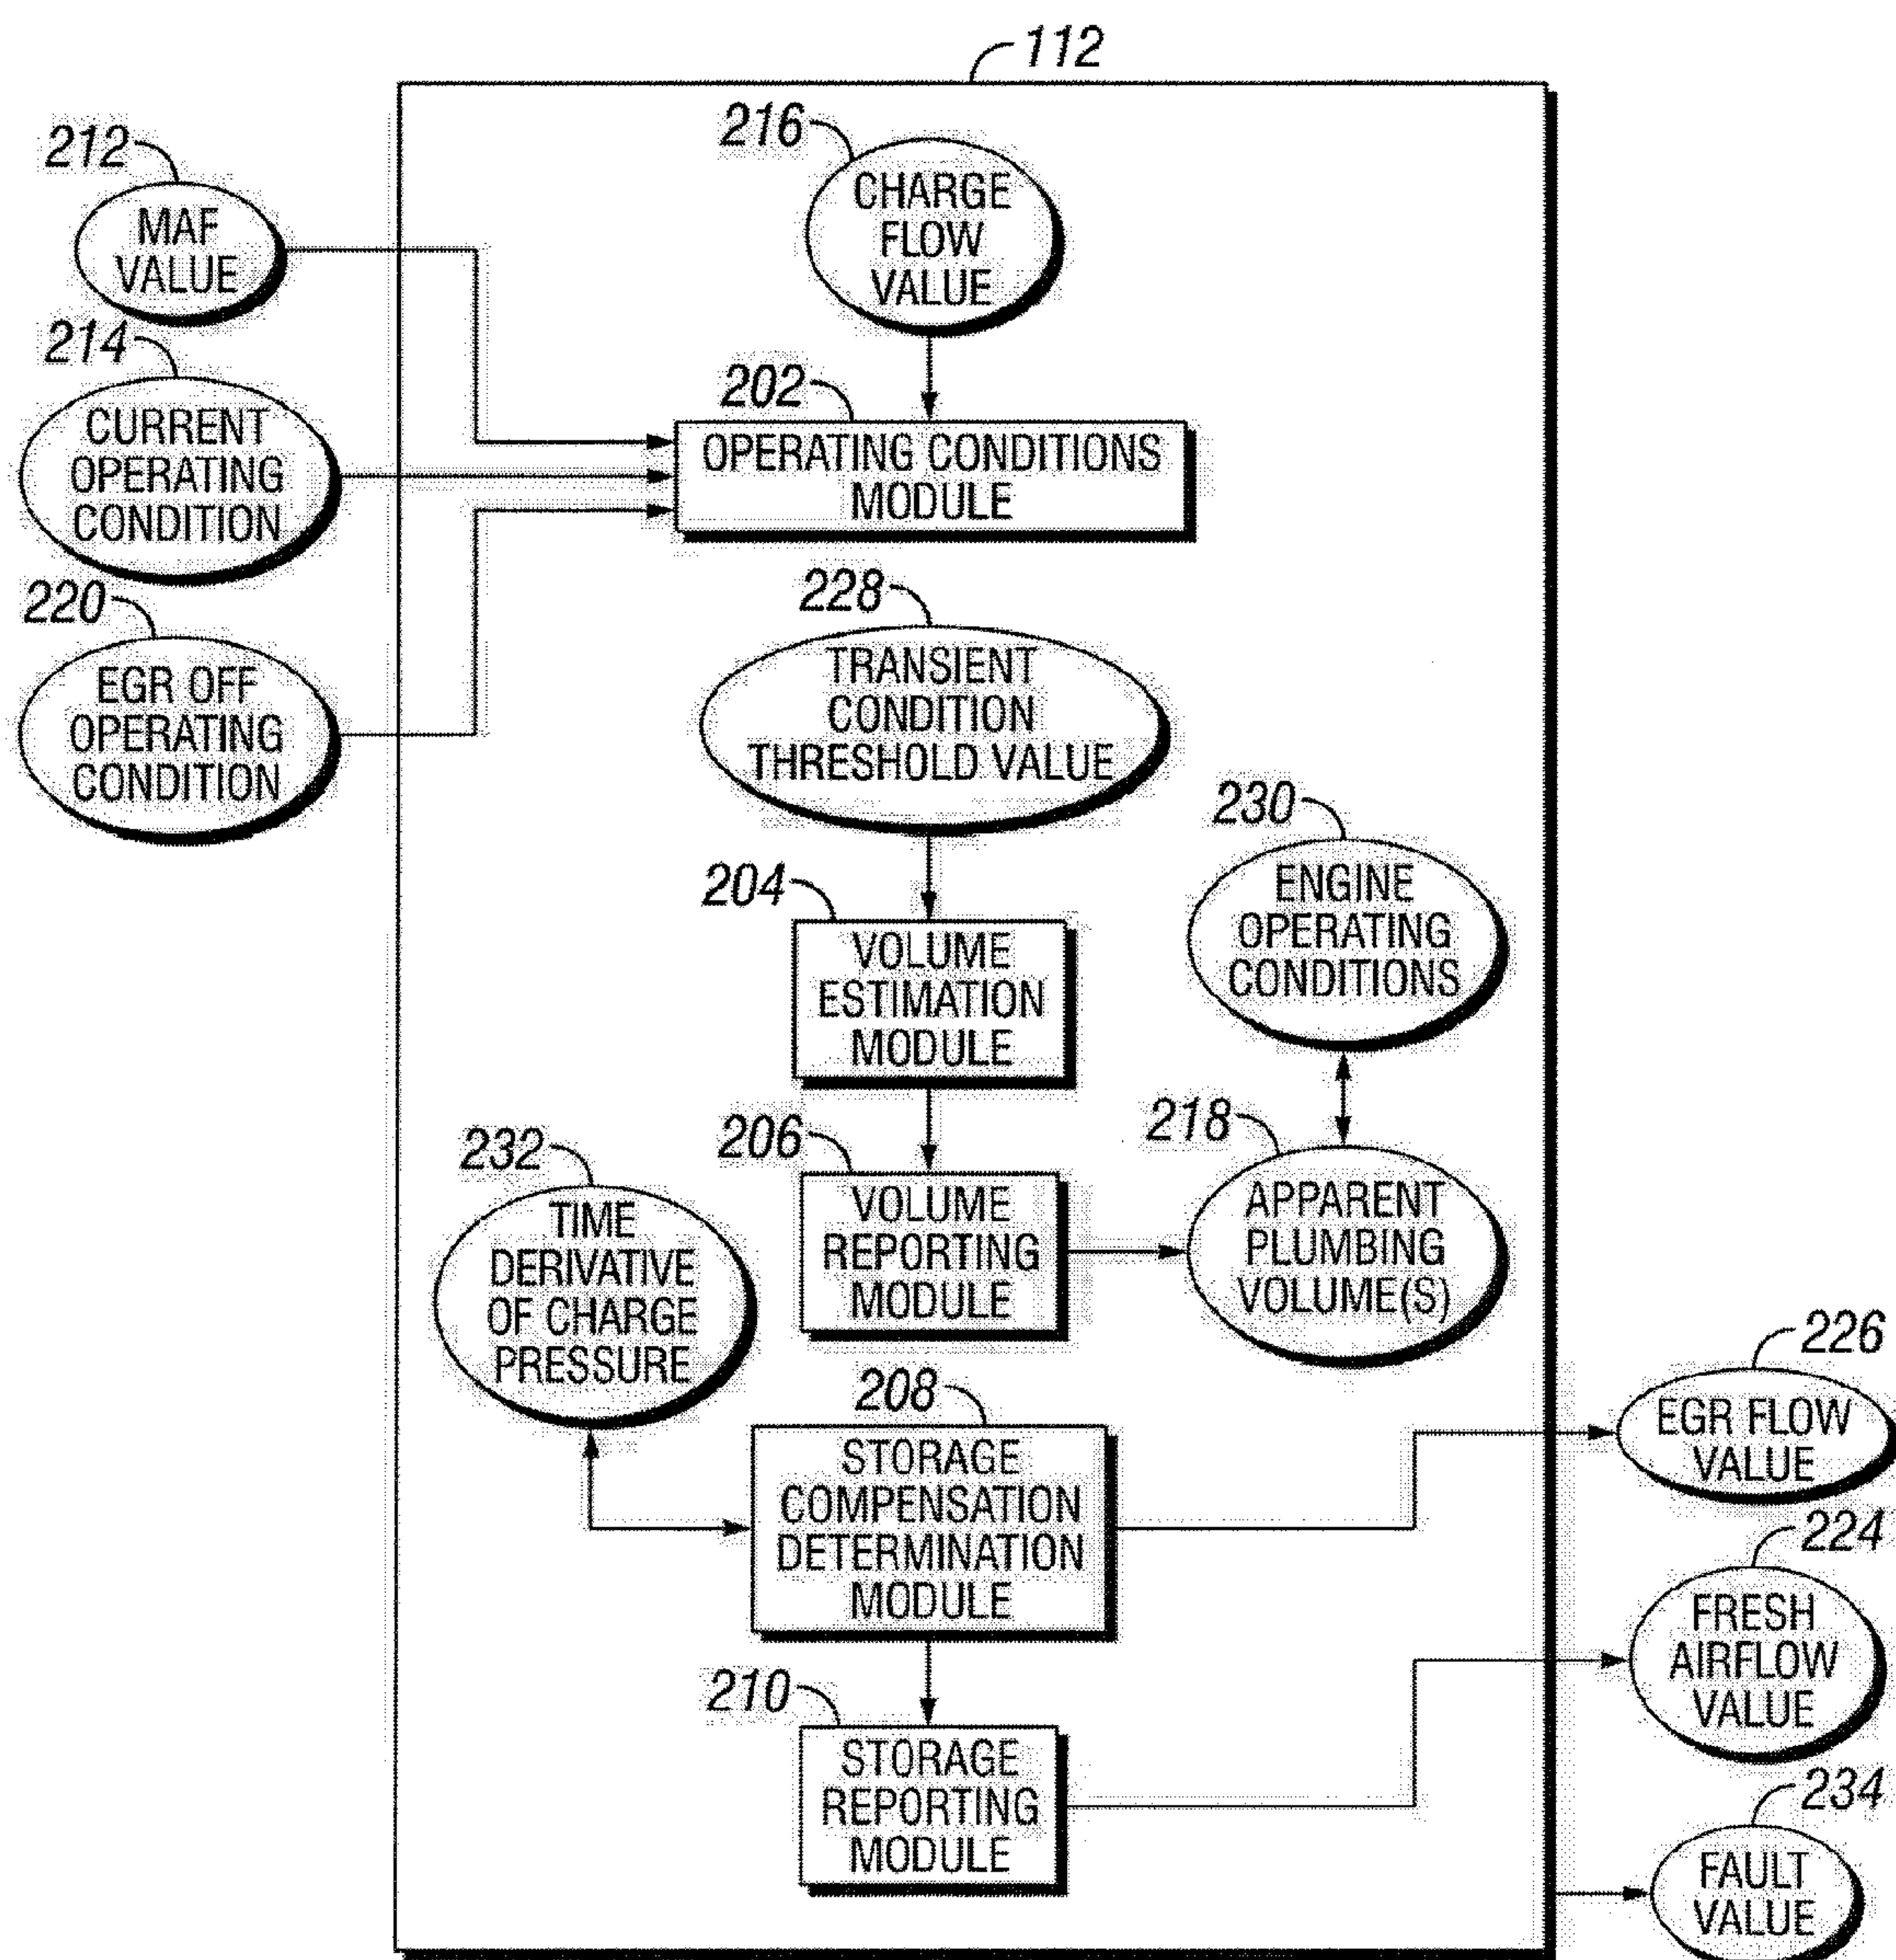 112
216
CHARGE
FLOW
VALUE
212
MAF
VALUE
214
CURRENT
OPERATING
CONDITION
202
OPERATING CONDITIONS
MODULE
220
EGR OFF
OPERATING
CONDITION
228
TRANSIENT
CONDITION
THRESHOLD VALUE
230
ENGINE
OPERATING
CONDITIONS
204
VOLUME
ESTIMATION
MODULE
206
VOLUME
REPORTING
MODULE
218
APPARENT
PLUMBING
VOLUME(S)
232
TIME
DERIVATIVE
OF CHARGE
PRESSURE
208
STORAGE
COMPENSATION
DETERMINATION
MODULE
226
EGR FLOW
VALUE
224
FRESH
AIRFLOW
VALUE
210
STORAGE
REPORTING
MODULE
234
FAULT
VALUE